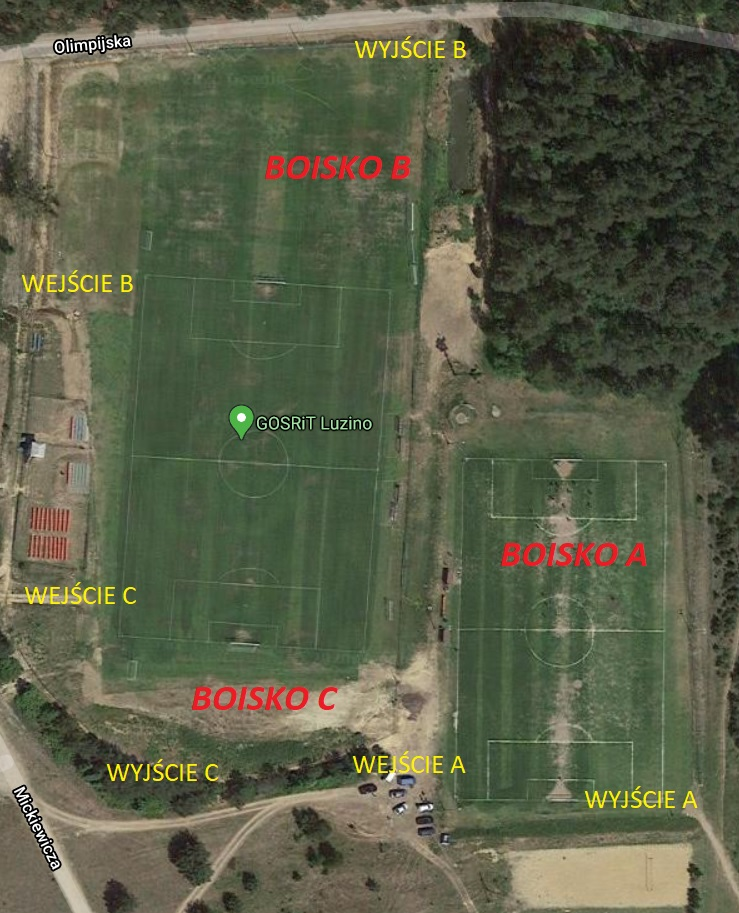 Olimpijska
WYJŚCIE B
BOISKO B
WEJŚCIE B
GOSRiT Luzino
BOISKO A
WEJŚCIE C
BOISKO C
WYJŚCIE C
WEJŚCIE A
WYJŚCIE A
Mickiewicza